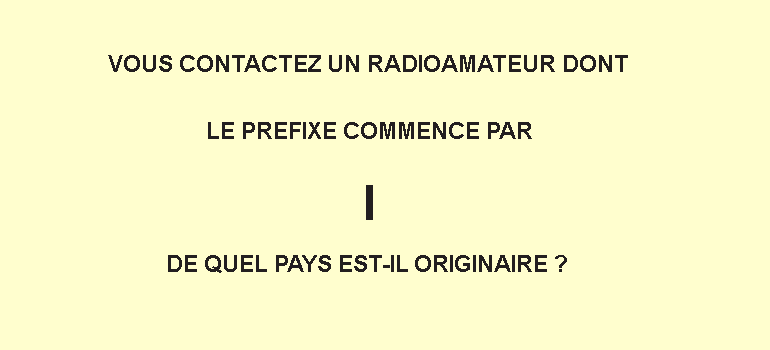 VOUS CONTACTEZ UN RADIOAMATEUR DONT
LE PREFIXE COMMENCE PAR
I
DE QUEL PAYS EST-IL ORIGINAIRE ?